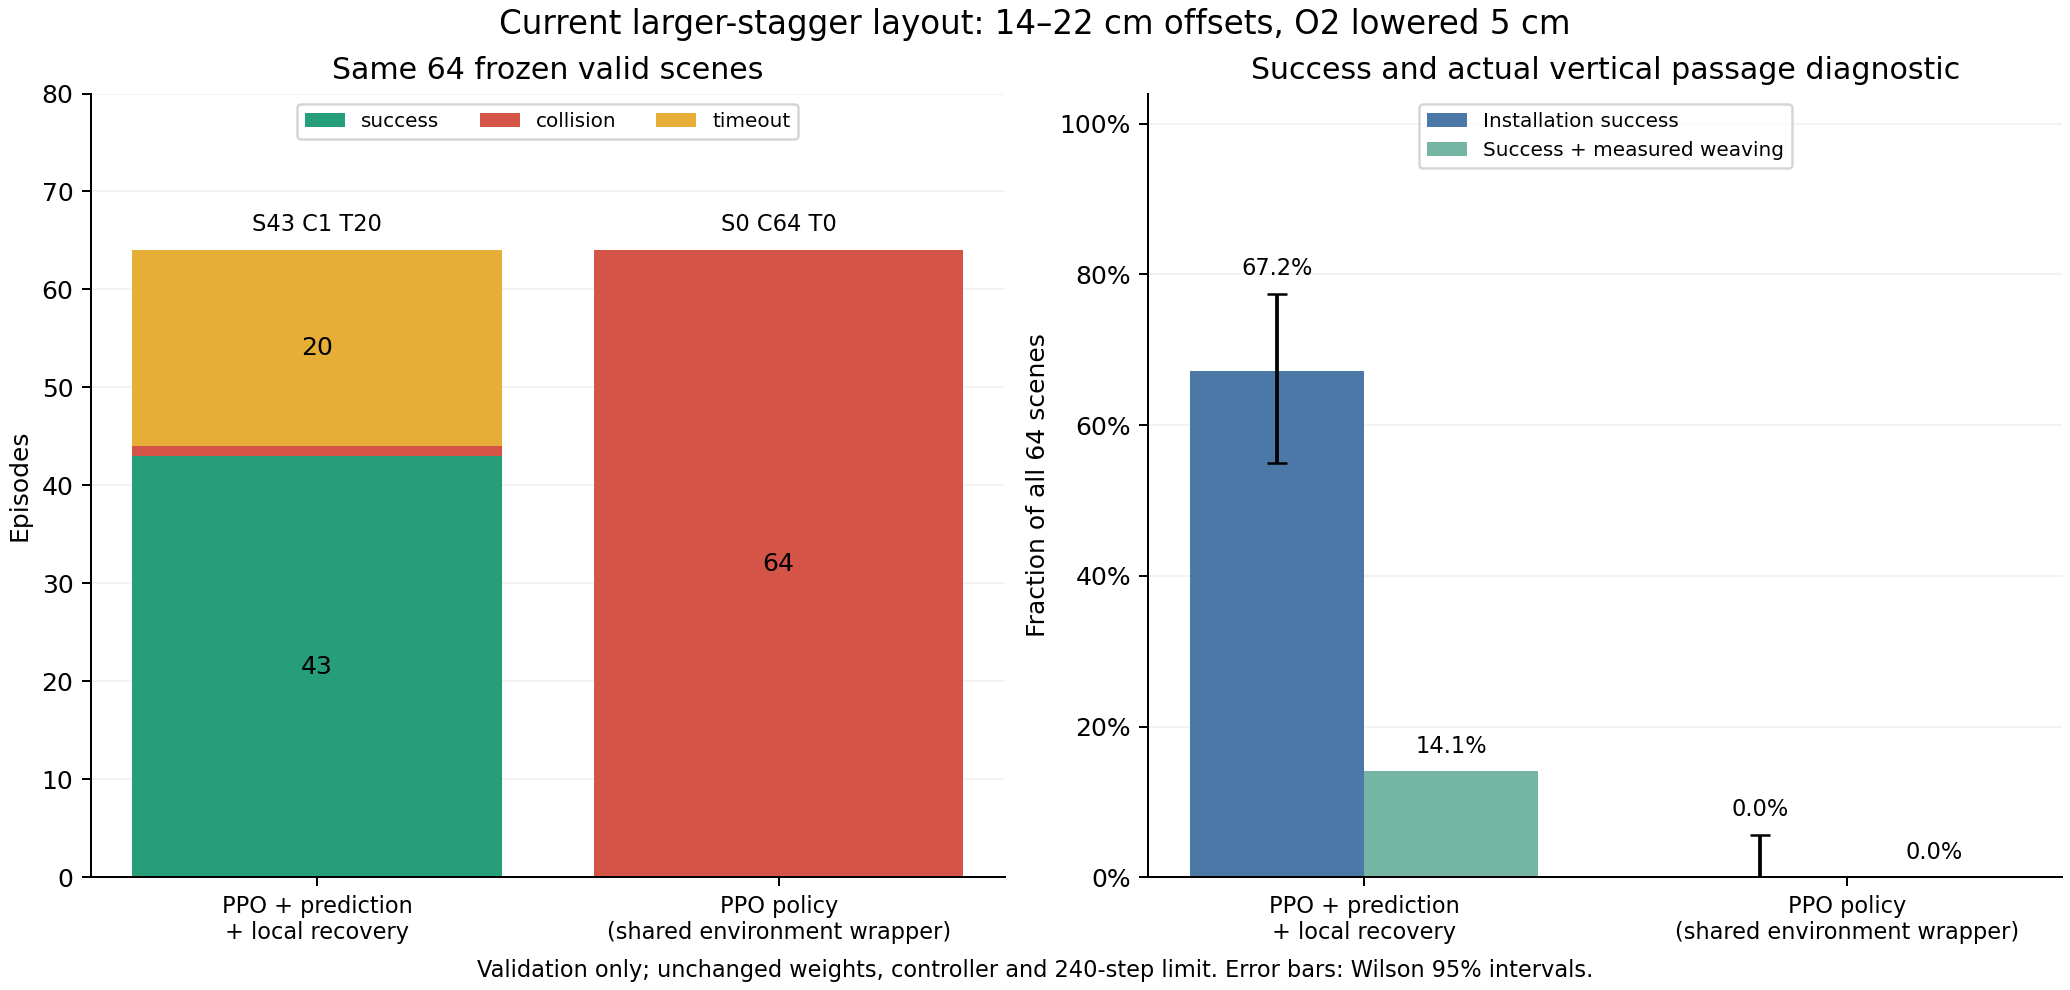 Current larger-stagger layout: 14–22 cm offsets, O2 lowered 5 cm
Same 64 frozen valid scenes
success
collision
timeout
S43 C1 T20
S0 C64 T0
20
43
64
80
70
60
50
40
30
20
10
0
Episodes
PPO + prediction
+ local recovery
PPO policy
(shared environment wrapper)
Success and actual vertical passage diagnostic
Installation success
Success + measured weaving
100%
80%
60%
40%
20%
0%
Fraction of all 64 scenes
67.2%
14.1%
0.0%
0.0%
PPO + prediction
+ local recovery
PPO policy
(shared environment wrapper)
Validation only; unchanged weights, controller and 240-step limit. Error bars: Wilson 95% intervals.